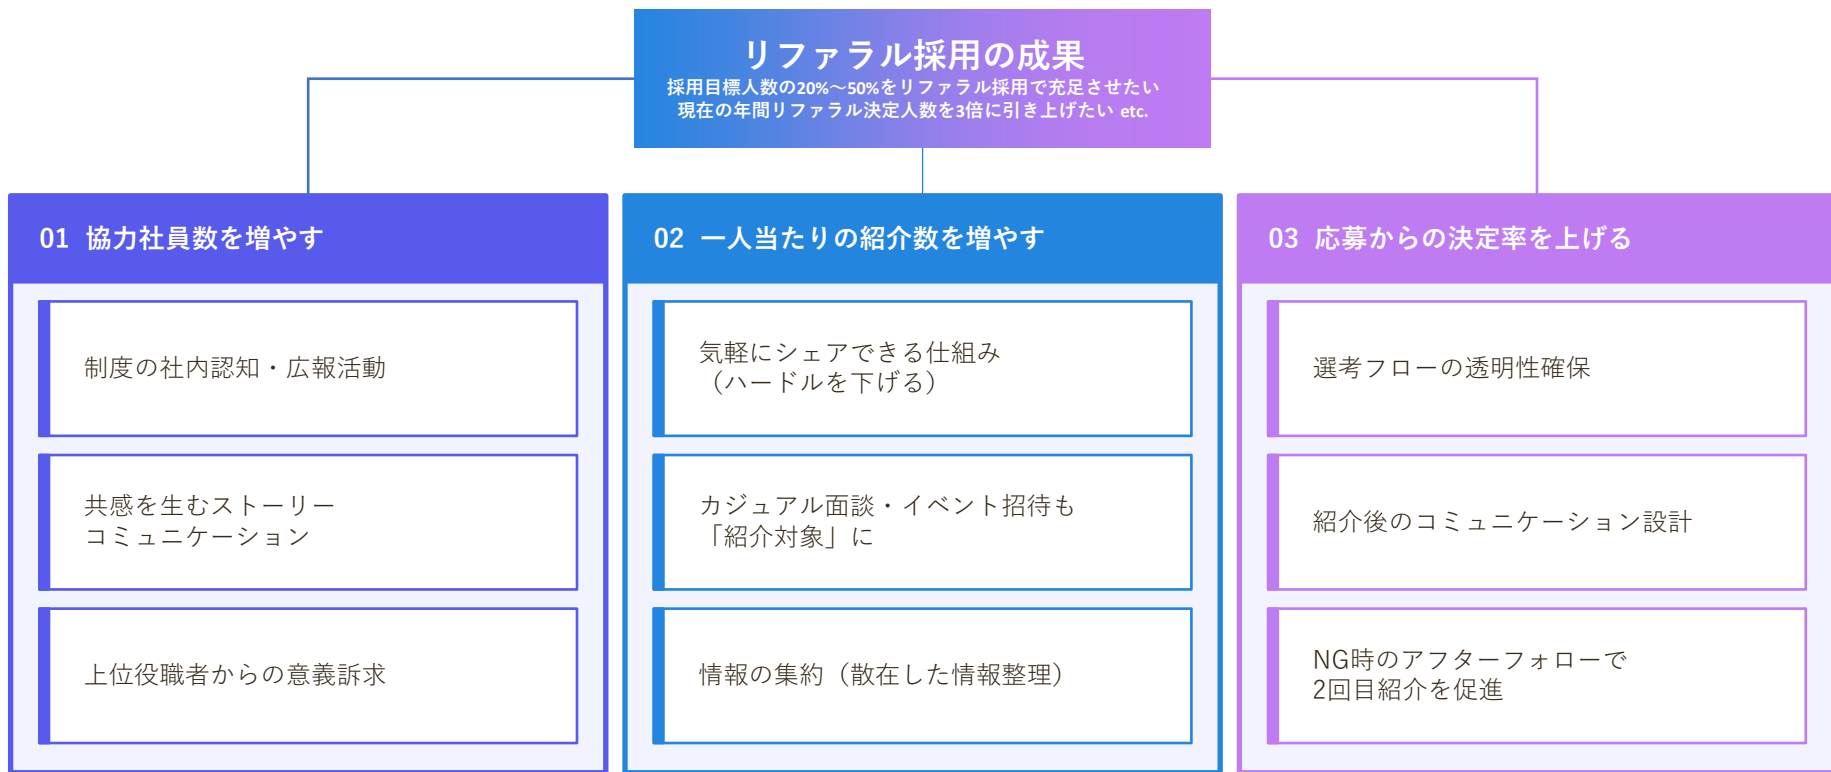 リファラル採用の成果
採用目標人数の20%～50%をリファラル採用で充足させたい
現在の年間リファラル決定人数を3倍に引き上げたい etc.
01 協力社員数を増やす
制度の社内認知・広報活動
共感を生むストーリー
コミュニケーション
上位役職者からの意義訴求
02 一人当たりの紹介数を増やす
気軽にシェアできる仕組み
（ハードルを下げる）
カジュアル面談・イベント招待も
「紹介対象」に
情報の集約（散在した情報整理）
03 応募からの決定率を上げる
選考フローの透明性確保
紹介後のコミュニケーション設計
NG時のアフターフォローで
2回目紹介を促進